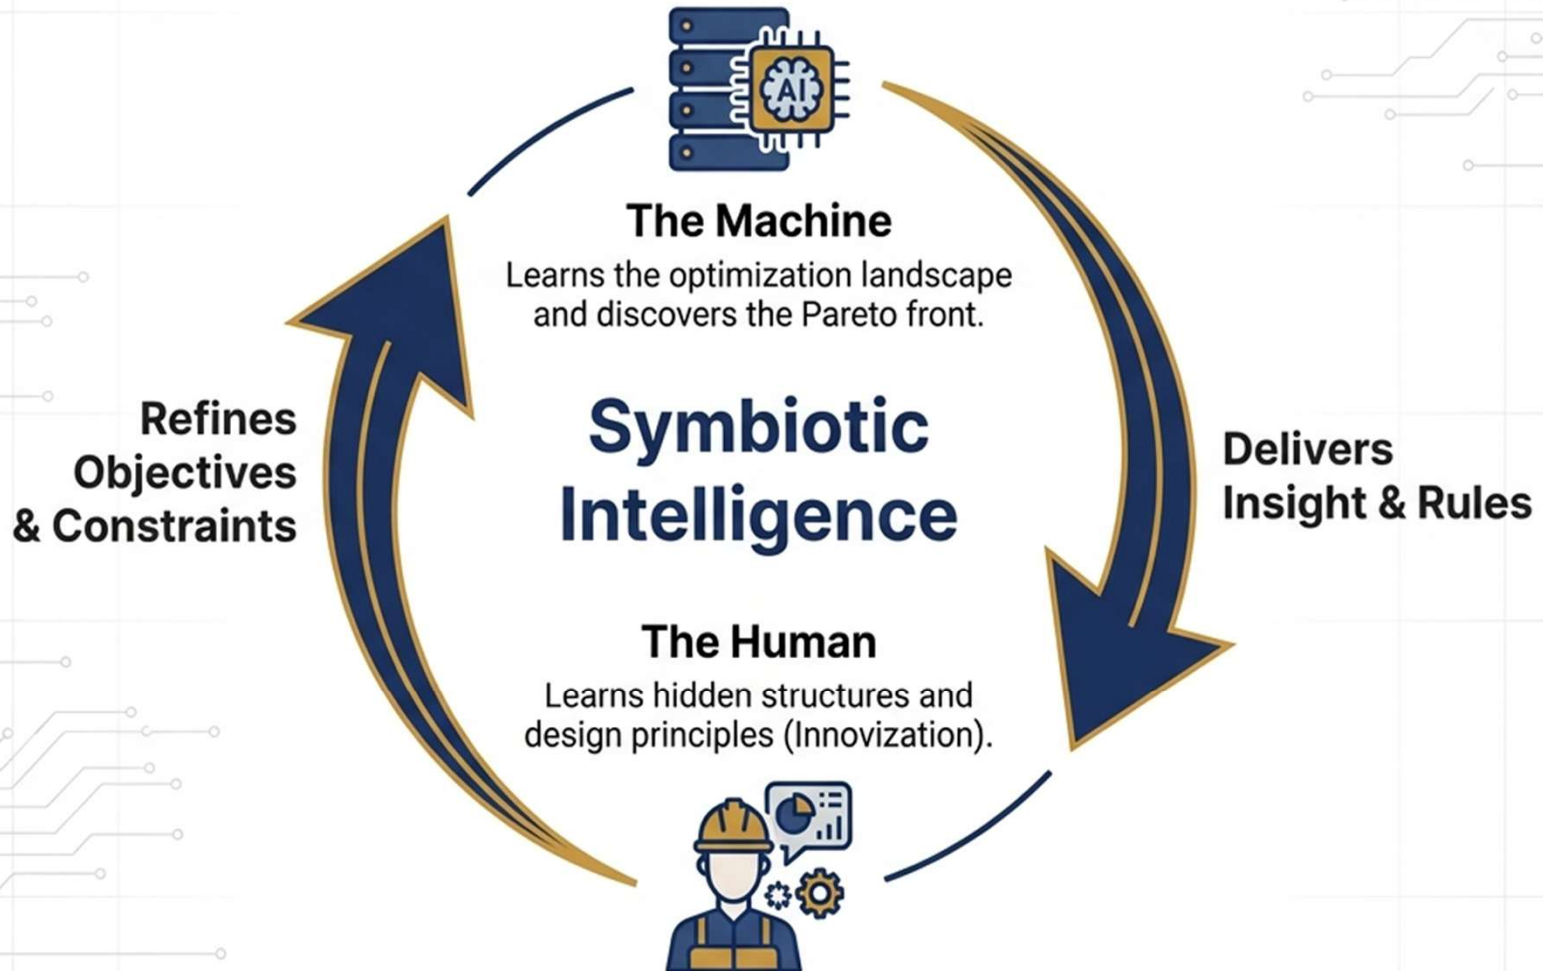 AI
The Machine
Learns the optimization landscape
and discovers the Pareto front.
Refines
Objectives
& Constraints
Symbiotic
Intelligence
Delivers
Insight & Rules
The Human
Learns hidden structures and
design principles (Innovization).